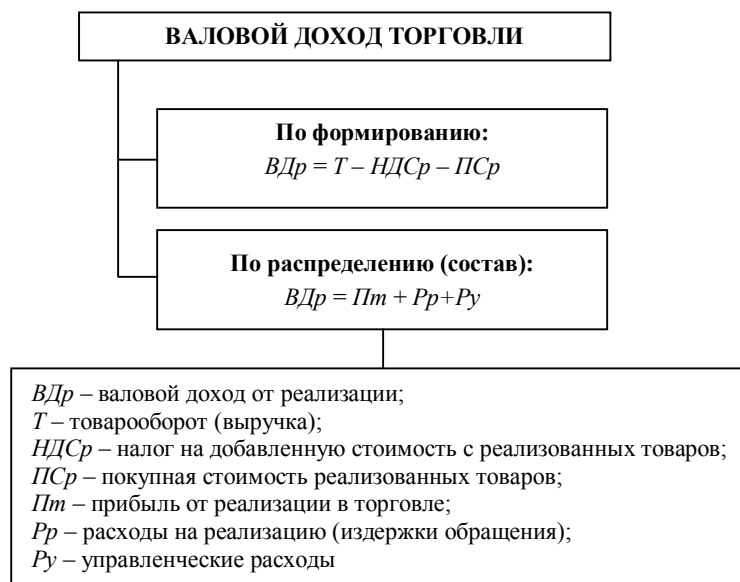 ВАЛОВОЙ ДОХОД ТОРГОВЛИ
По формированию:
ВДр = Т – НДСр – ПСр
По распределению (состав):
ВДр = Пт + Рр+Ру
ВДр – валовой доход от реализации;
Т – товарооборот (выручка);
НДСр – налог на добавленную стоимость с реализованных товаров;
ПСр – покупная стоимость реализованных товаров;
Пт – прибыль от реализации в торговле;
Рр – расходы на реализацию (издержки обращения);
Ру – управленческие расходы